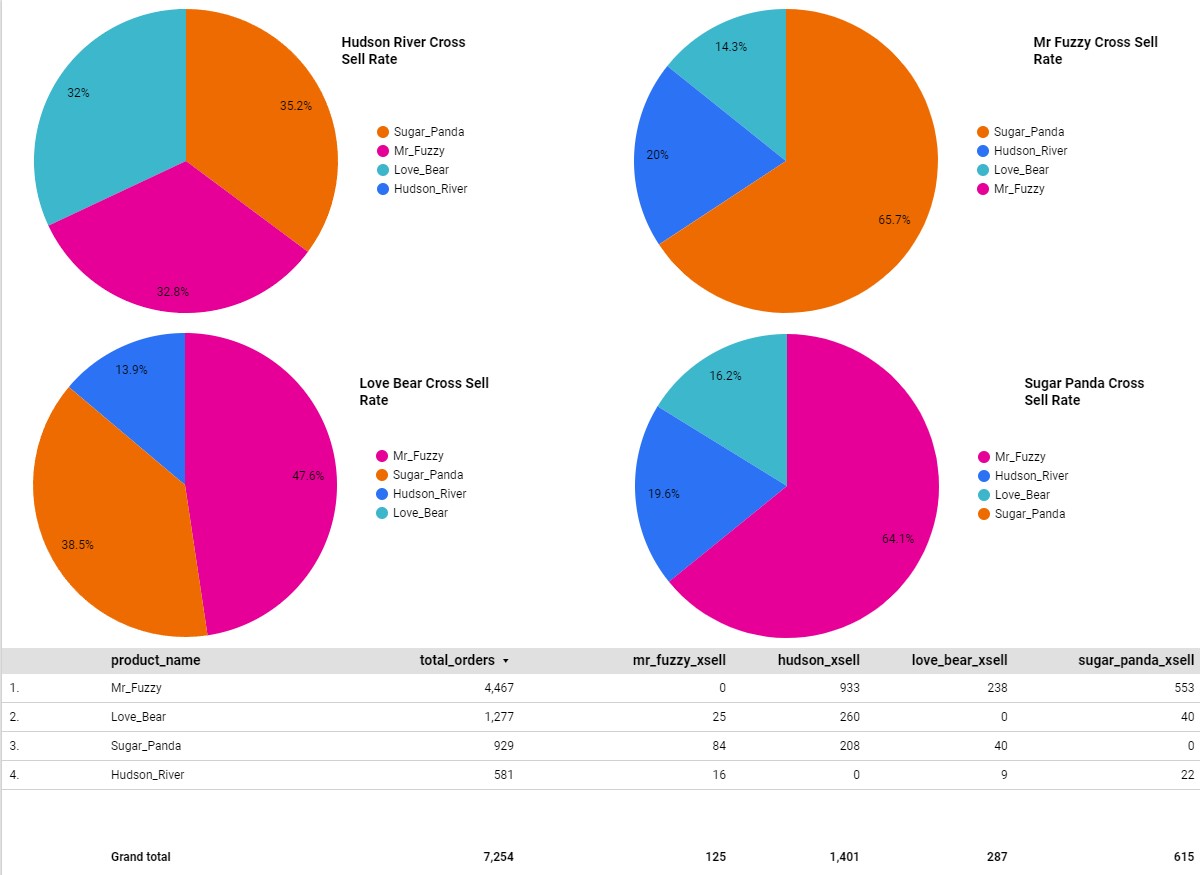 Hudson River Cross
Sell Rate
32%
35.2%
32.8%
Sugar_Panda
Mr_Fuzzy
Love_Bear
Hudson_River
Mr Fuzzy Cross Sell
Rate
14.3%
20%
65.7%
Sugar_Panda
Hudson_River
Love_Bear
Mr_Fuzzy
Love Bear Cross Sell
Rate
13.9%
47.6%
38.5%
Mr_Fuzzy
Sugar_Panda
Hudson_River
Love_Bear
Sugar Panda Cross
Sell Rate
16.2%
19.6%
64.1%
Mr_Fuzzy
Hudson_River
Love_Bear
Sugar_Panda
product_name total_orders mr_fuzzy_xsell hudson_xsell love_bear_xsell sugar_panda_xsell
1. Mr_Fuzzy 4,467 0 933 238 553
2. Love_Bear 1,277 25 260 0 40
3. Sugar_Panda 929 84 208 40 0
4. Hudson_River 581 16 0 9 22
Grand total 7,254 125 1,401 287 615